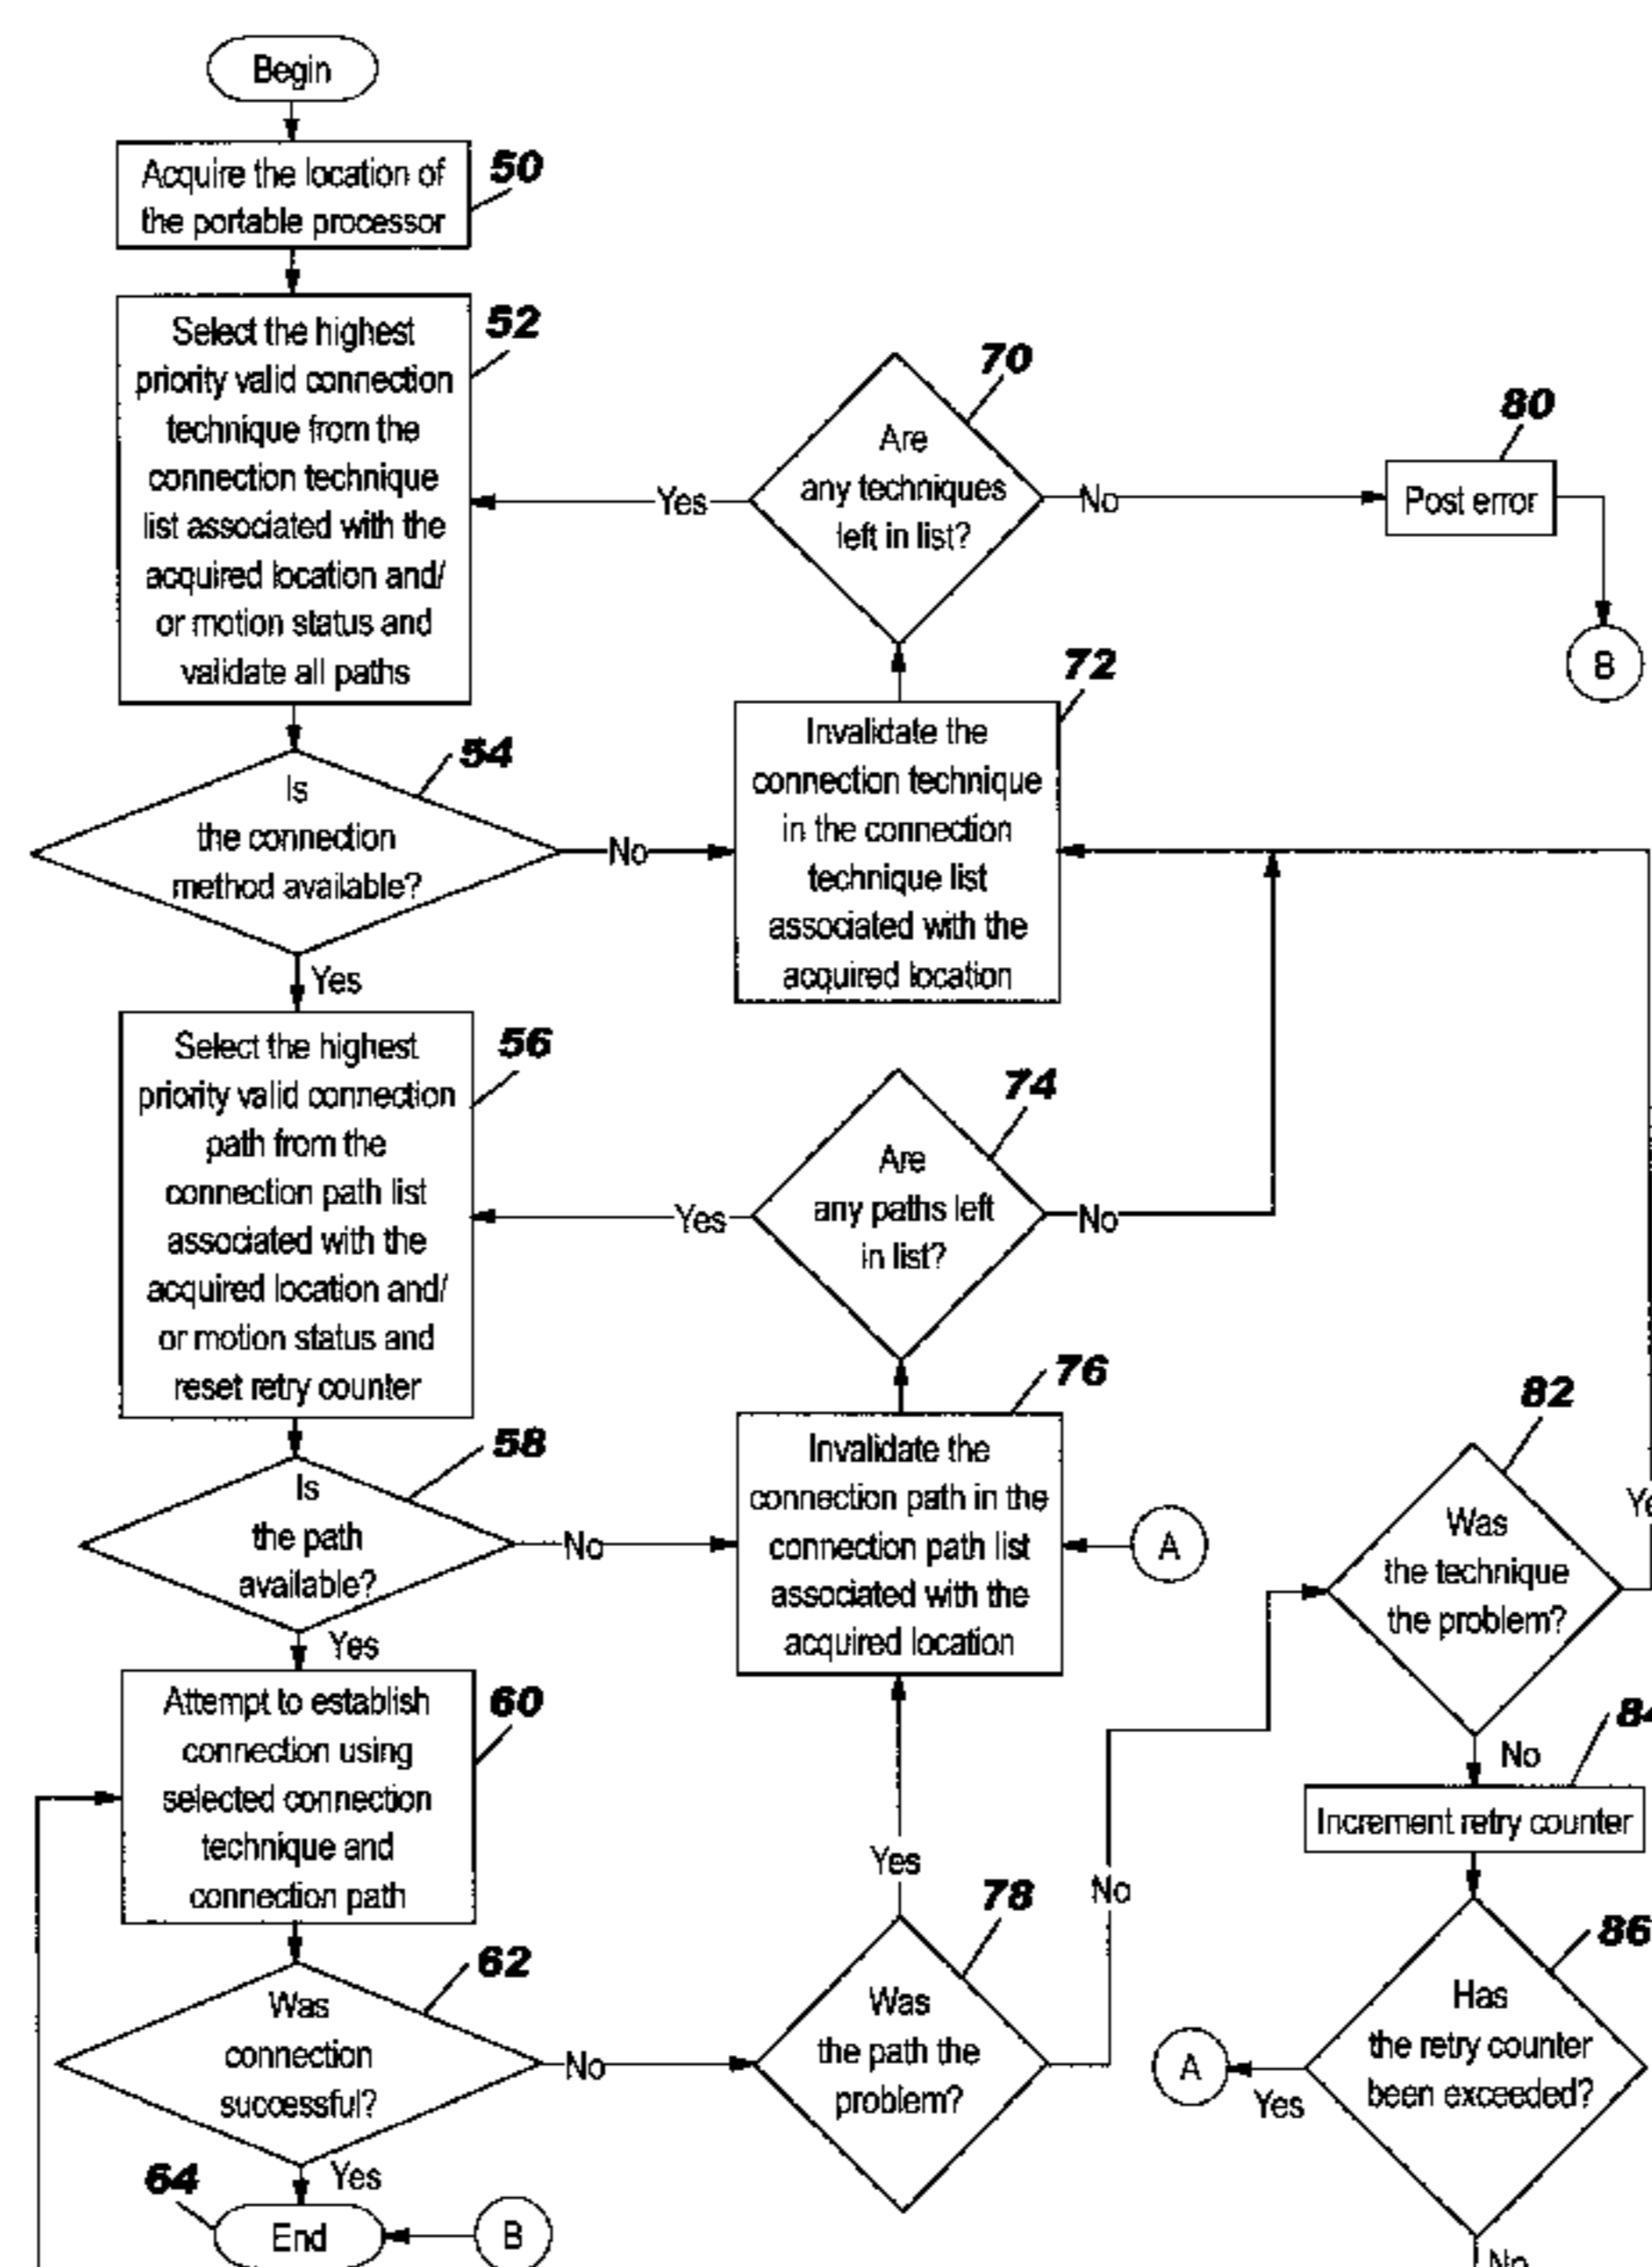 Begin
Acquire the location of
the portable processor
50
Select the highest
priority valid connection
technique from the
connection technique
list associated with the
acquired location and/
or motion status and
validate all paths
52
Is
the connection
method available?
54
No
Yes
Select the highest
priority valid connection
path from the
connection path list
associated with the
acquired location and/
or motion status and
reset retry counter
56
Is
the path
available?
58
No
Yes
Attempt to establish
connection using
selected connection
technique and
connection path
60
Was
connection
successful?
62
No
Yes
64
End
B
Are
any techniques
left in list?
70
Yes
No
Post error
80
B
Invalidate the
connection technique
in the connection
technique list
associated with the
acquired location
72
Are
any paths left
in list?
74
Yes
No
Invalidate the
connection path in the
connection path list
associated with the
acquired location
76
A
Yes
Was
the path the
problem?
78
No
Was
the technique
the problem?
82
No
Increment retry counter
Has
the retry counter
been exceeded?
86
Yes
A
No